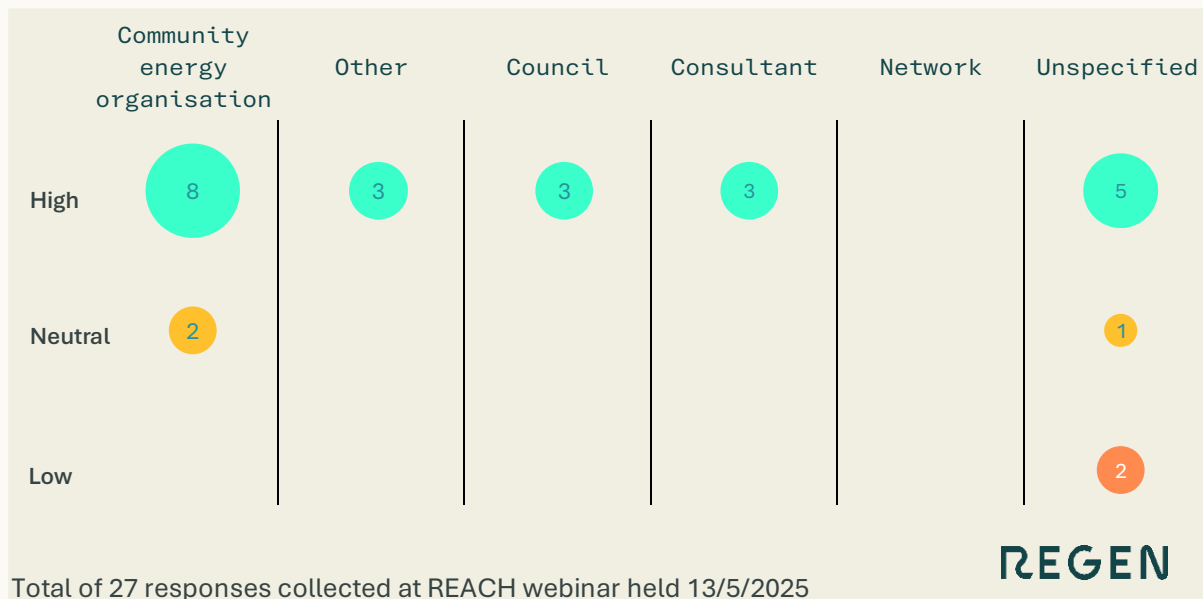 Community
energy
organisation
Other
Council
Consultant
Network
Unspecified
High
8
3
3
3
5
Neutral
2
1
Low
2
REGEN
Total of 27 responses collected at REACH webinar held 13/5/2025